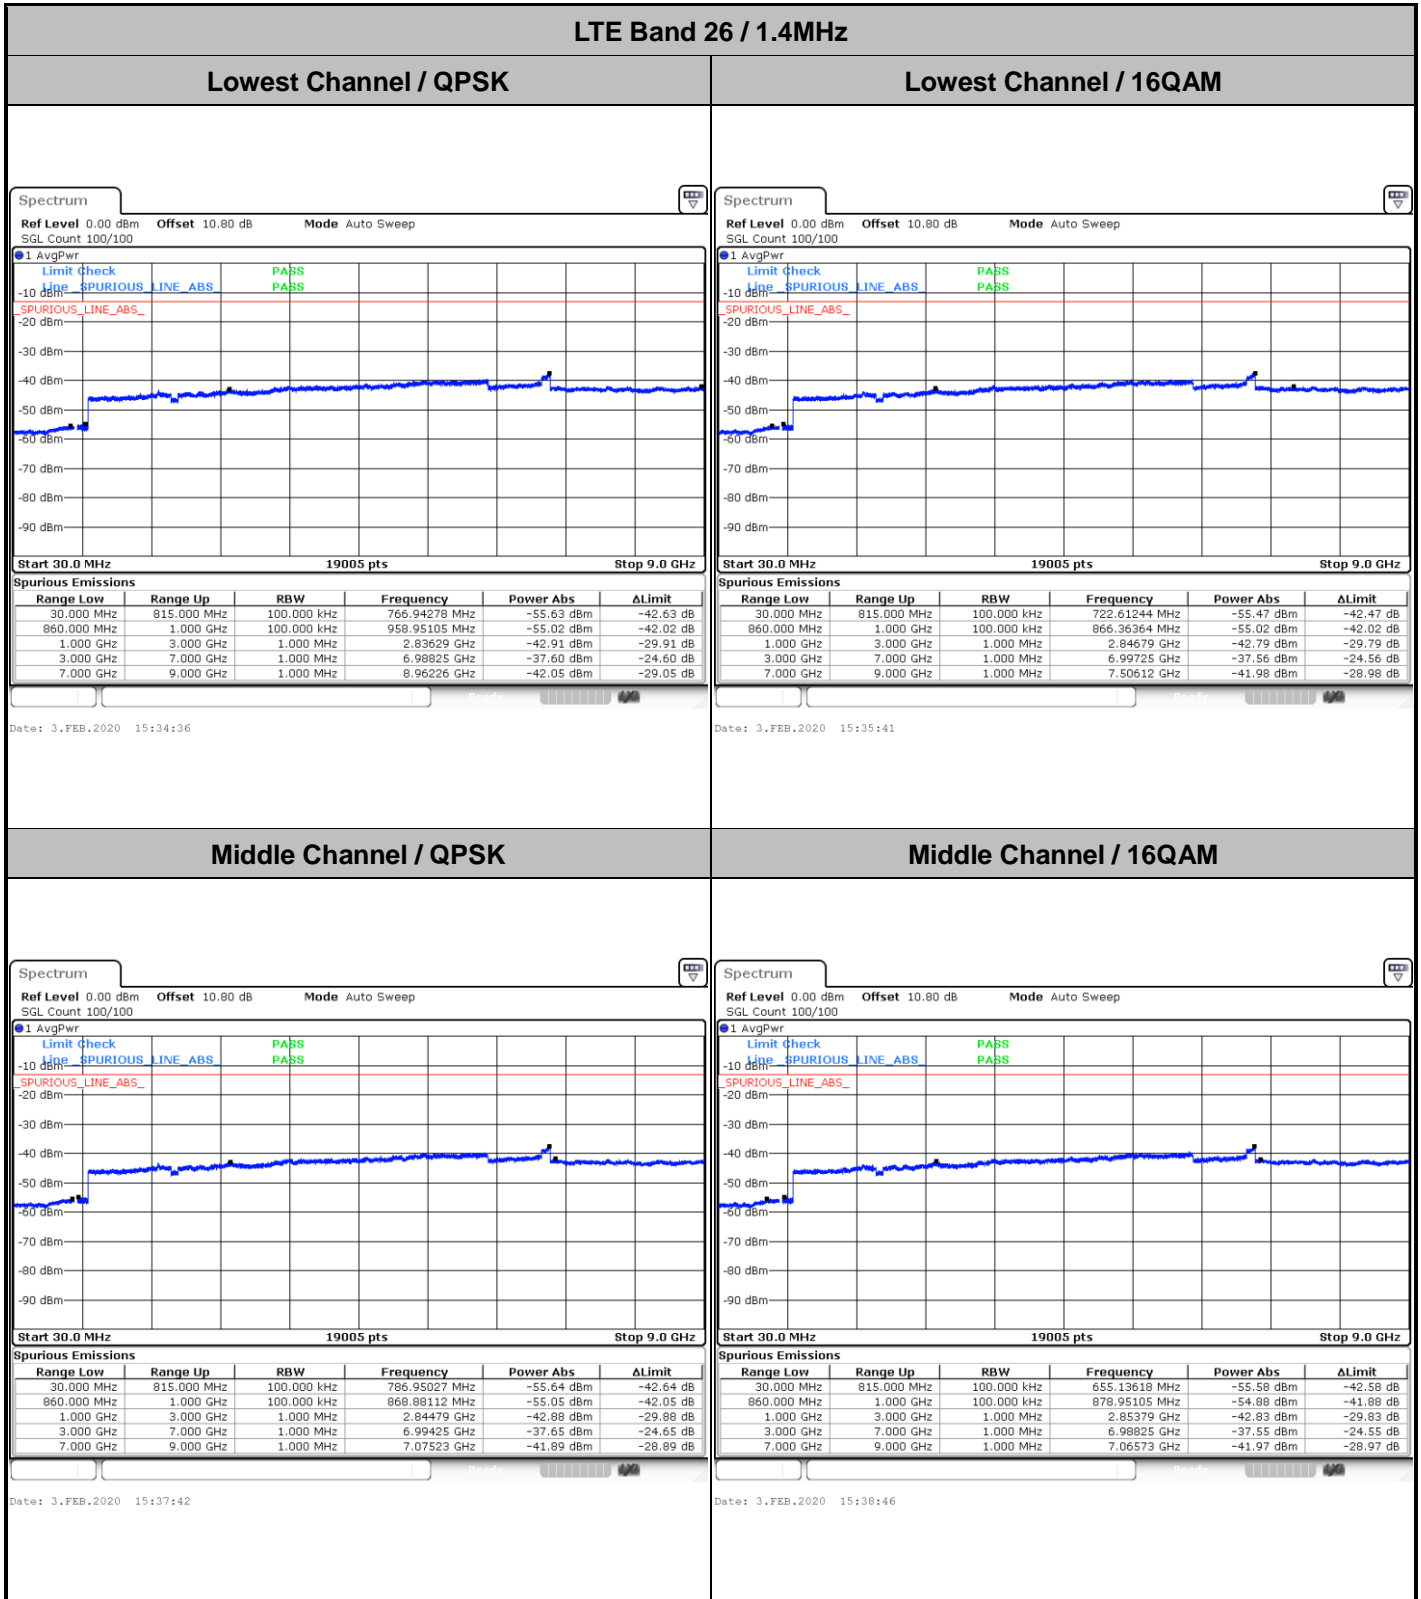 LTE Band 26 / 1.4MHz
Lowest Channel / QPSK
Lowest Channel / 16QAM
Spectrum
Ref Level 0.00 dBm Offset 10.80 dB Mode Auto Sweep
SGL Count 100/100
1 AvgPwr
Limit Check PASS
Line _SPURIOUS_LINE_ABS_ PASS
-10 dBm
_SPURIOUS_LINE_ABS_
-20 dBm
-30 dBm
-40 dBm
-50 dBm
-60 dBm
-70 dBm
-80 dBm
-90 dBm
Start 30.0 MHz 19005 pts Stop 9.0 GHz
Spurious Emissions
Range Low Range Up RBW Frequency Power Abs ΔLimit
30.000 MHz 815.000 MHz 100.000 kHz 766.94278 MHz -55.63 dBm -42.63 dB
860.000 MHz 1.000 GHz 100.000 kHz 958.95105 MHz -55.02 dBm -42.02 dB
1.000 GHz 3.000 GHz 1.000 MHz 2.83629 GHz -42.91 dBm -29.91 dB
3.000 GHz 7.000 GHz 1.000 MHz 6.98825 GHz -37.60 dBm -24.60 dB
7.000 GHz 9.000 GHz 1.000 MHz 8.96226 GHz -42.05 dBm -29.05 dB
Ready
Date: 3.FEB.2020 15:34:36
Spectrum
Ref Level 0.00 dBm Offset 10.80 dB Mode Auto Sweep
SGL Count 100/100
1 AvgPwr
Limit Check PASS
Line _SPURIOUS_LINE_ABS_ PASS
-10 dBm
_SPURIOUS_LINE_ABS_
-20 dBm
-30 dBm
-40 dBm
-50 dBm
-60 dBm
-70 dBm
-80 dBm
-90 dBm
Start 30.0 MHz 19005 pts Stop 9.0 GHz
Spurious Emissions
Range Low Range Up RBW Frequency Power Abs ΔLimit
30.000 MHz 815.000 MHz 100.000 kHz 722.61244 MHz -55.47 dBm -42.47 dB
860.000 MHz 1.000 GHz 100.000 kHz 866.36364 MHz -55.02 dBm -42.02 dB
1.000 GHz 3.000 GHz 1.000 MHz 2.84679 GHz -42.79 dBm -29.79 dB
3.000 GHz 7.000 GHz 1.000 MHz 6.99725 GHz -37.56 dBm -24.56 dB
7.000 GHz 9.000 GHz 1.000 MHz 7.50612 GHz -41.98 dBm -28.98 dB
Ready
Date: 3.FEB.2020 15:35:41
Middle Channel / QPSK
Middle Channel / 16QAM
Spectrum
Ref Level 0.00 dBm Offset 10.80 dB Mode Auto Sweep
SGL Count 100/100
1 AvgPwr
Limit Check PASS
Line _SPURIOUS_LINE_ABS_ PASS
-10 dBm
_SPURIOUS_LINE_ABS_
-20 dBm
-30 dBm
-40 dBm
-50 dBm
-60 dBm
-70 dBm
-80 dBm
-90 dBm
Start 30.0 MHz 19005 pts Stop 9.0 GHz
Spurious Emissions
Range Low Range Up RBW Frequency Power Abs ΔLimit
30.000 MHz 815.000 MHz 100.000 kHz 786.95027 MHz -55.64 dBm -42.64 dB
860.000 MHz 1.000 GHz 100.000 kHz 868.88112 MHz -55.05 dBm -42.05 dB
1.000 GHz 3.000 GHz 1.000 MHz 2.84479 GHz -42.88 dBm -29.88 dB
3.000 GHz 7.000 GHz 1.000 MHz 6.99425 GHz -37.65 dBm -24.65 dB
7.000 GHz 9.000 GHz 1.000 MHz 7.07523 GHz -41.89 dBm -28.89 dB
Ready
Date: 3.FEB.2020 15:37:42
Spectrum
Ref Level 0.00 dBm Offset 10.80 dB Mode Auto Sweep
SGL Count 100/100
1 AvgPwr
Limit Check PASS
Line _SPURIOUS_LINE_ABS_ PASS
-10 dBm
_SPURIOUS_LINE_ABS_
-20 dBm
-30 dBm
-40 dBm
-50 dBm
-60 dBm
-70 dBm
-80 dBm
-90 dBm
Start 30.0 MHz 19005 pts Stop 9.0 GHz
Spurious Emissions
Range Low Range Up RBW Frequency Power Abs ΔLimit
30.000 MHz 815.000 MHz 100.000 kHz 655.13618 MHz -55.58 dBm -42.58 dB
860.000 MHz 1.000 GHz 100.000 kHz 878.95105 MHz -54.88 dBm -41.88 dB
1.000 GHz 3.000 GHz 1.000 MHz 2.85379 GHz -42.83 dBm -29.83 dB
3.000 GHz 7.000 GHz 1.000 MHz 6.98825 GHz -37.55 dBm -24.55 dB
7.000 GHz 9.000 GHz 1.000 MHz 7.06573 GHz -41.97 dBm -28.97 dB
Ready
Date: 3.FEB.2020 15:38:46